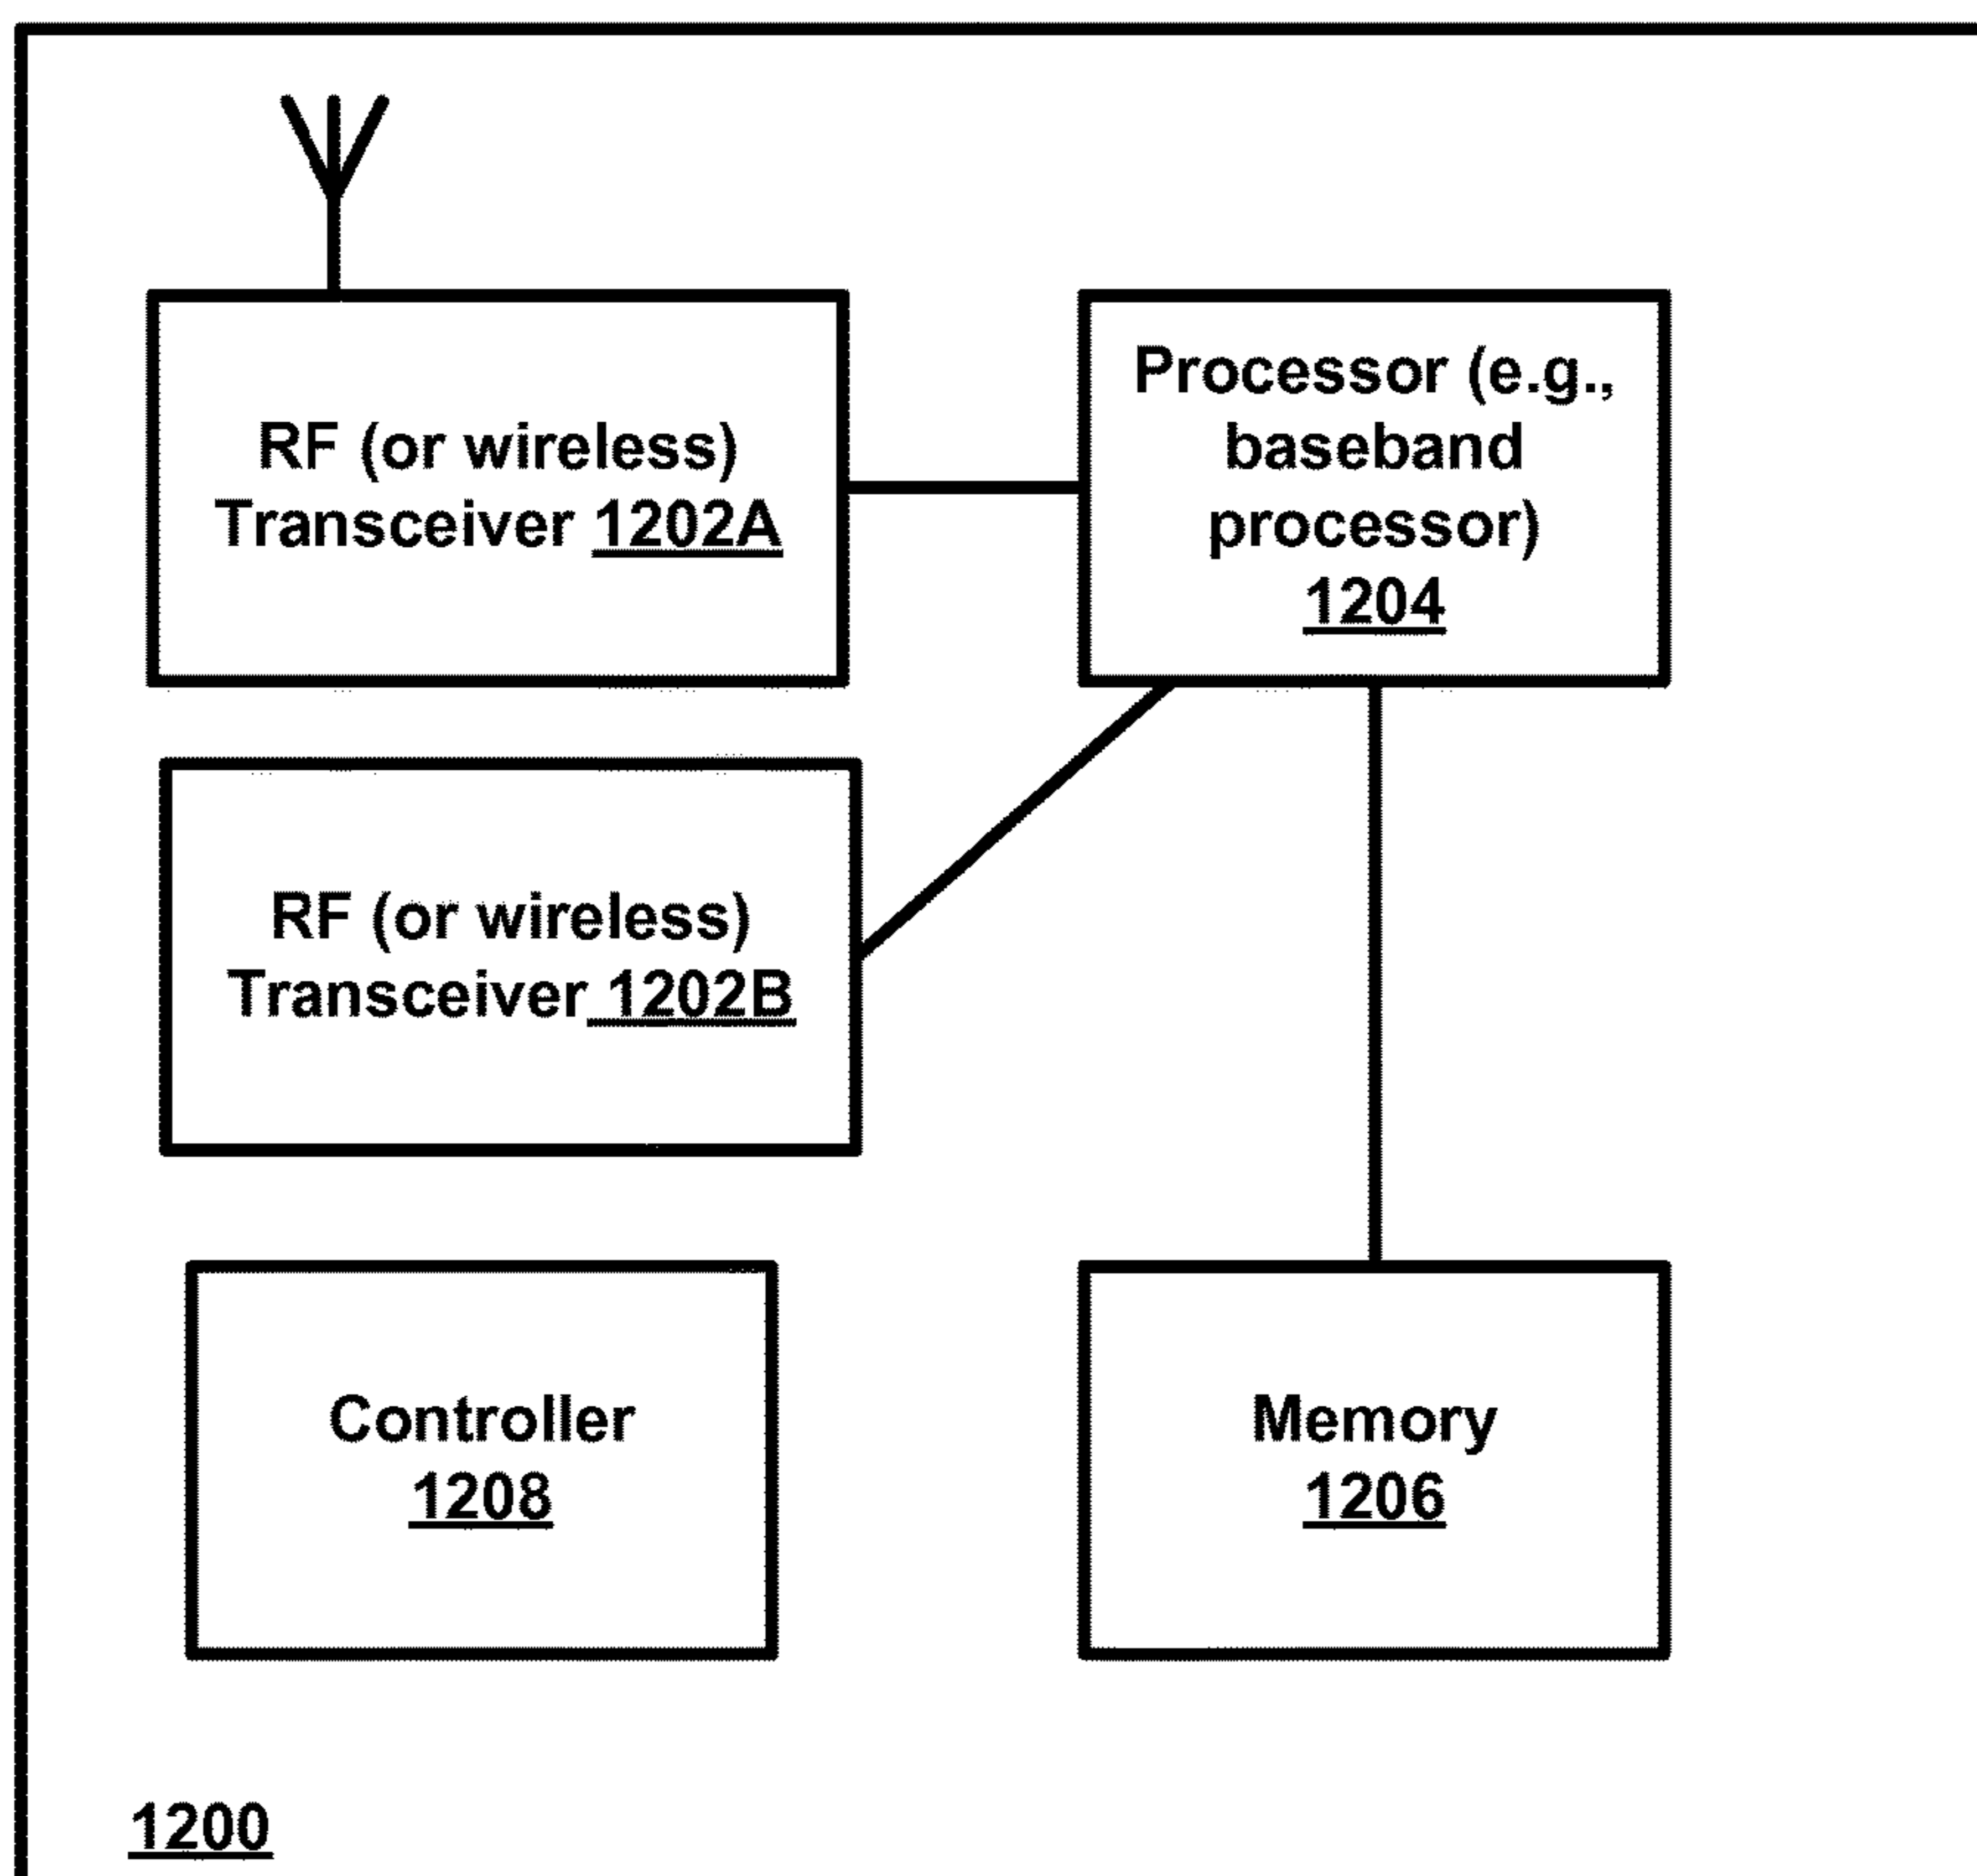 RF (or wireless)
Transceiver 1202A
Processor (e.g.,
baseband
processor)
1204
RF (or wireless)
Transceiver 1202B
Controller
1208
Memory
1206
1200